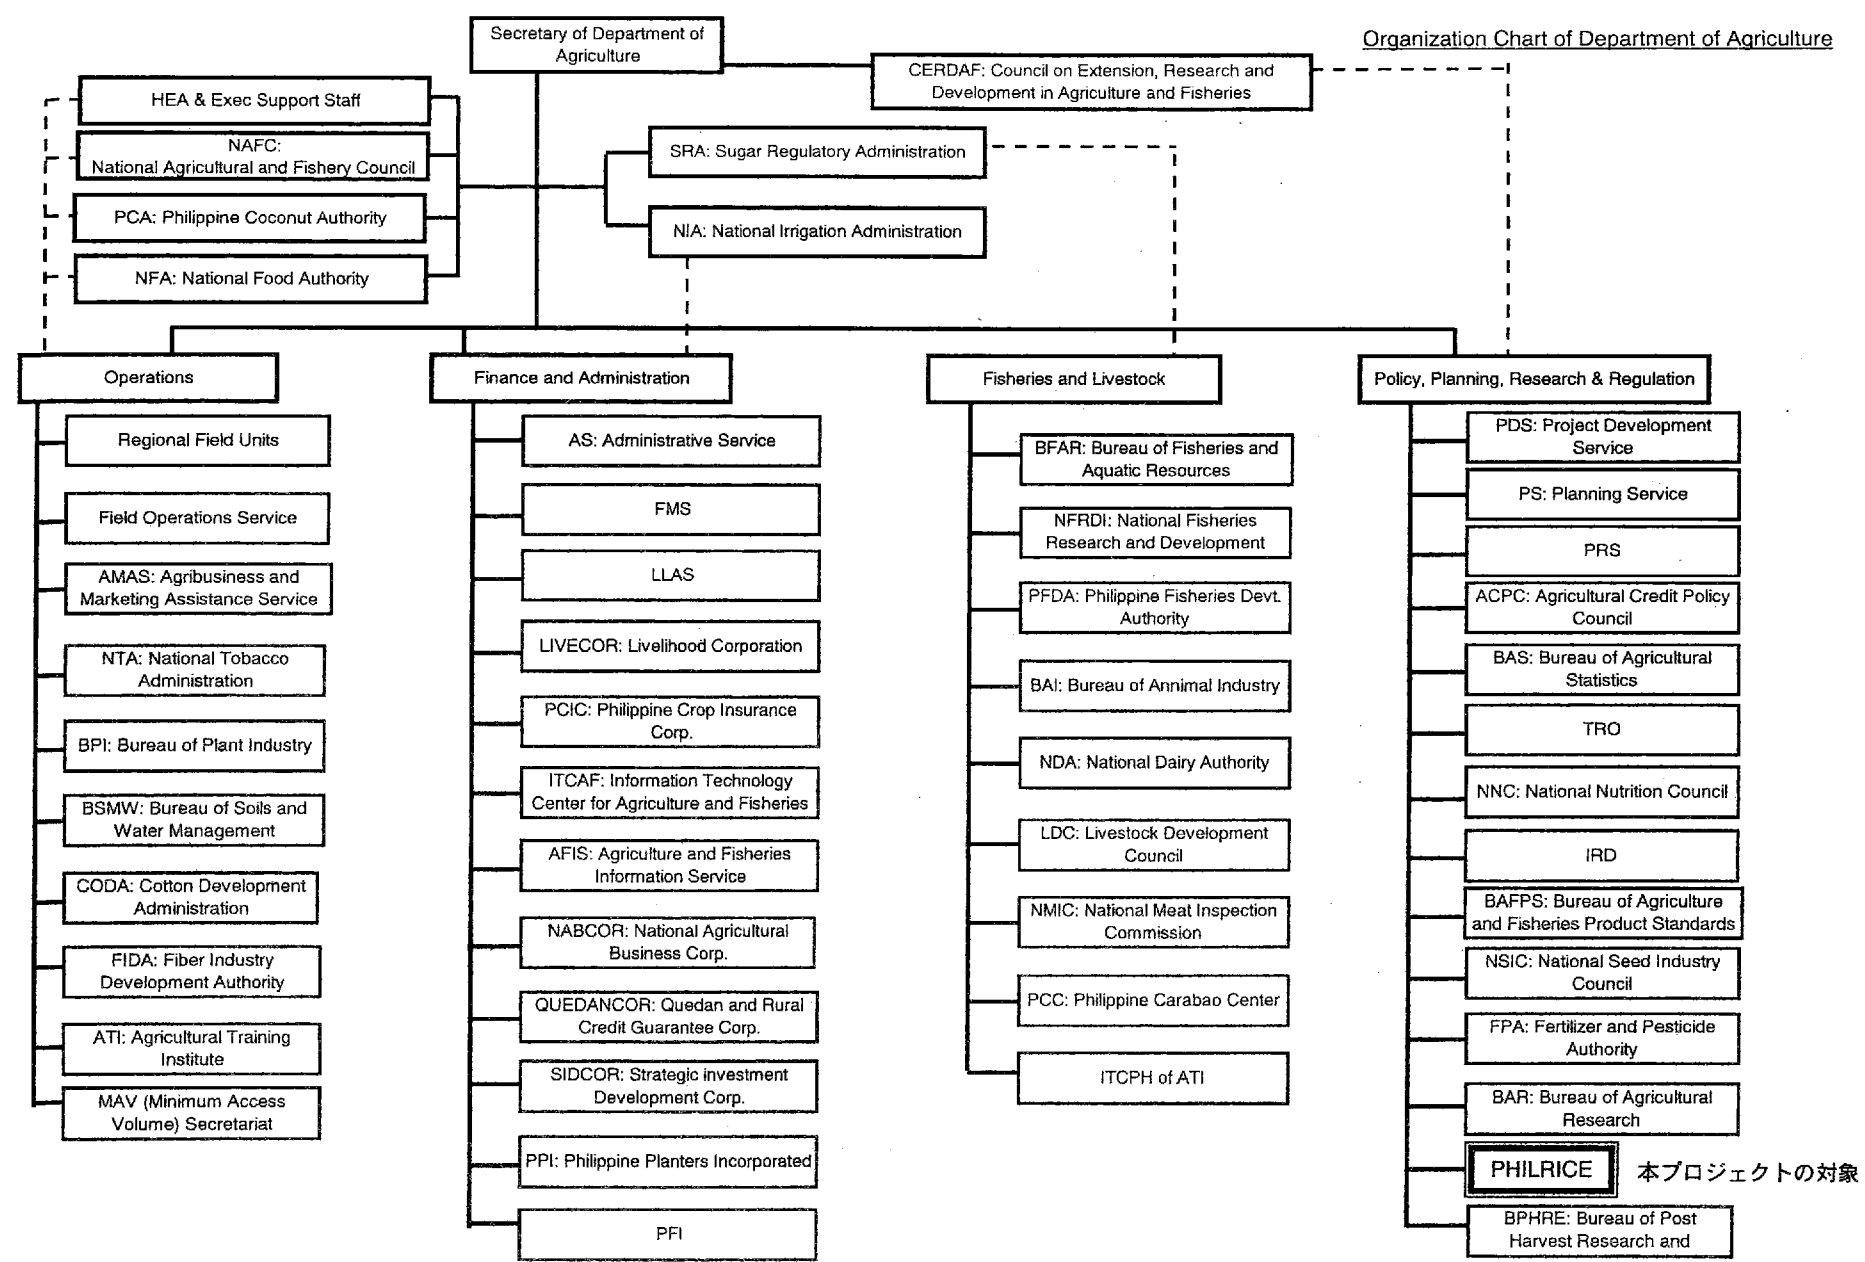 Organization Chart of Department of Agriculture
Secretary of Department of
Agriculture
CERDAF: Council on Extension, Research and
Development in Agriculture and Fisheries
HEA & Exec Support Staff
NAFC:
National Agricultural and Fishery Council
PCA: Philippine Coconut Authority
NFA: National Food Authority
SRA: Sugar Regulatory Administration
NIA: National Irrigation Administration
Operations
Regional Field Units
Field Operations Service
AMAS: Agribusiness and
Marketing Assistance Service
NTA: National Tobacco
Administration
BPI: Bureau of Plant Industry
BSMW: Bureau of Soils and
Water Management
CODA: Cotton Development
Administration
FIDA: Fiber Industry
Development Authority
ATI: Agricultural Training
Institute
MAV (Minimum Access
Volume) Secretariat
Finance and Administration
AS: Administrative Service
FMS
LLAS
LIVECOR: Livelihood Corporation
PCIC: Philippine Crop Insurance
Corp.
ITCAF: Information Technology
Center for Agriculture and Fisheries
AFIS: Agriculture and Fisheries
Information Service
NABCOR: National Agricultural
Business Corp.
QUEDANCOR: Quedan and Rural
Credit Guarantee Corp.
SIDCOR: Strategic investment
Development Corp.
PPI: Philippine Planters Incorporated
PFI
Fisheries and Livestock
BFAR: Bureau of Fisheries and
Aquatic Resources
NFRDI: National Fisheries
Research and Development
PFDA: Philippine Fisheries Devt.
Authority
BAI: Bureau of Annimal Industry
NDA: National Dairy Authority
LDC: Livestock Development
Council
NMIC: National Meat Inspection
Commission
PCC: Philippine Carabao Center
ITCPH of ATI
Policy, Planning, Research & Regulation
PDS: Project Development
Service
PS: Planning Service
PRS
ACPC: Agricultural Credit Policy
Council
BAS: Bureau of Agricultural
Statistics
TRO
NNC: National Nutrition Council
IRD
BAFPS: Bureau of Agriculture
and Fisheries Product Standards
NSIC: National Seed Industry
Council
FPA: Fertilizer and Pesticide
Authority
BAR: Bureau of Agricultural
Research
PHILRICE 本プロジェクトの対象
BPHRE: Bureau of Post
Harvest Research and